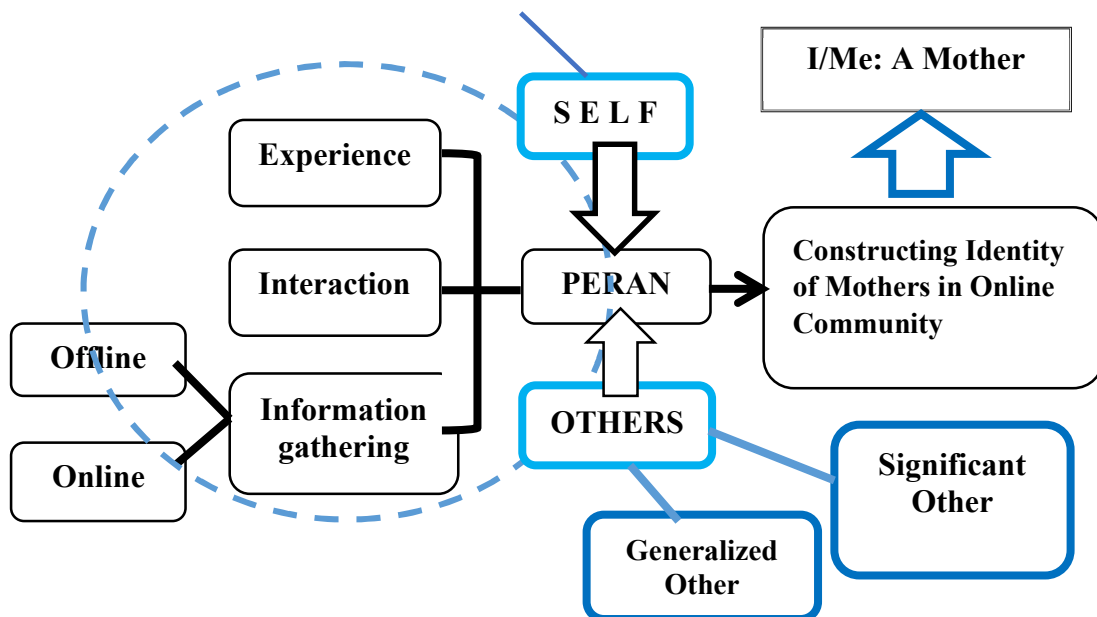 I/Me: A Mother
S E L F
Experience
Interaction
PERAN
Constructing Identity
of Mothers in Online
Community
Offline
Online
Information
gathering
OTHERS
Significant
Other
Generalized
Other